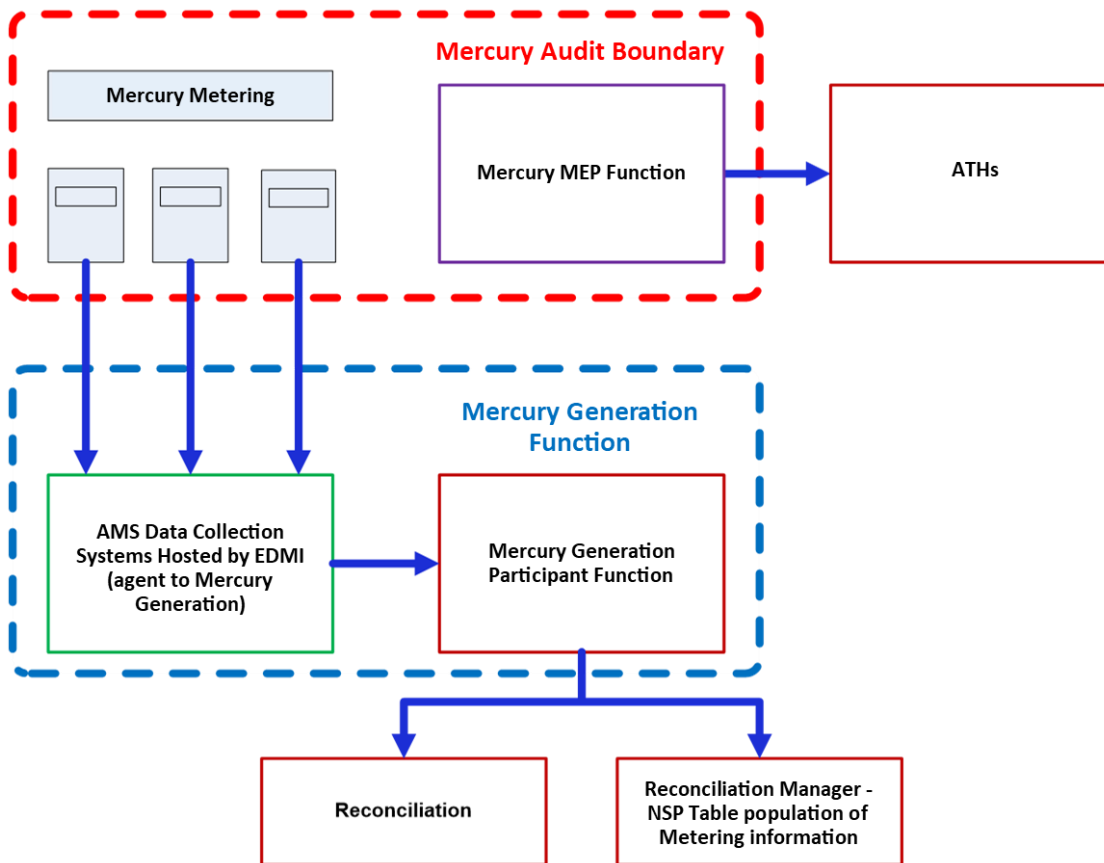 Mercury Audit Boundary
Mercury Metering
Mercury MEP Function
ATHs
Mercury Generation
Function
AMS Data Collection
Systems Hosted by EDMI
(agent to Mercury
Generation)
Mercury Generation
Participant Function
Reconciliation
Reconciliation Manager -
NSP Table population of
Metering information